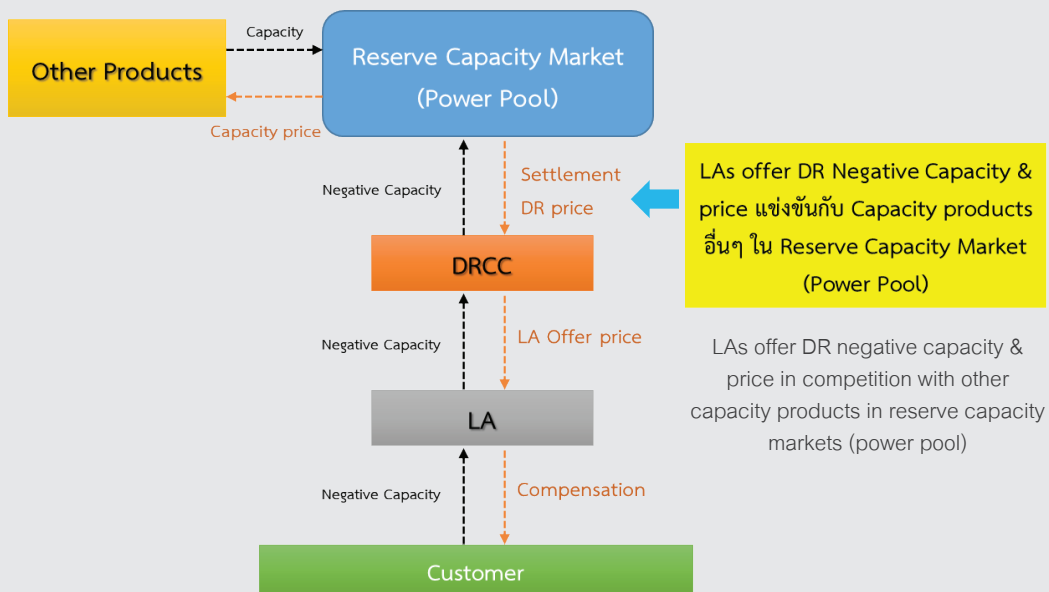 Other Products
Capacity
Capacity price
Reserve Capacity Market
(Power Pool)
Negative Capacity
Settlement
DR price
LAs offer DR Negative Capacity &
price แข่งขันกับ Capacity products
อื่นๆ ใน Reserve Capacity Market
(Power Pool)
DRCC
Negative Capacity
LA Offer price
LAs offer DR negative capacity &
price in competition with other
capacity products in reserve capacity
markets (power pool)
LA
Negative Capacity
Compensation
Customer